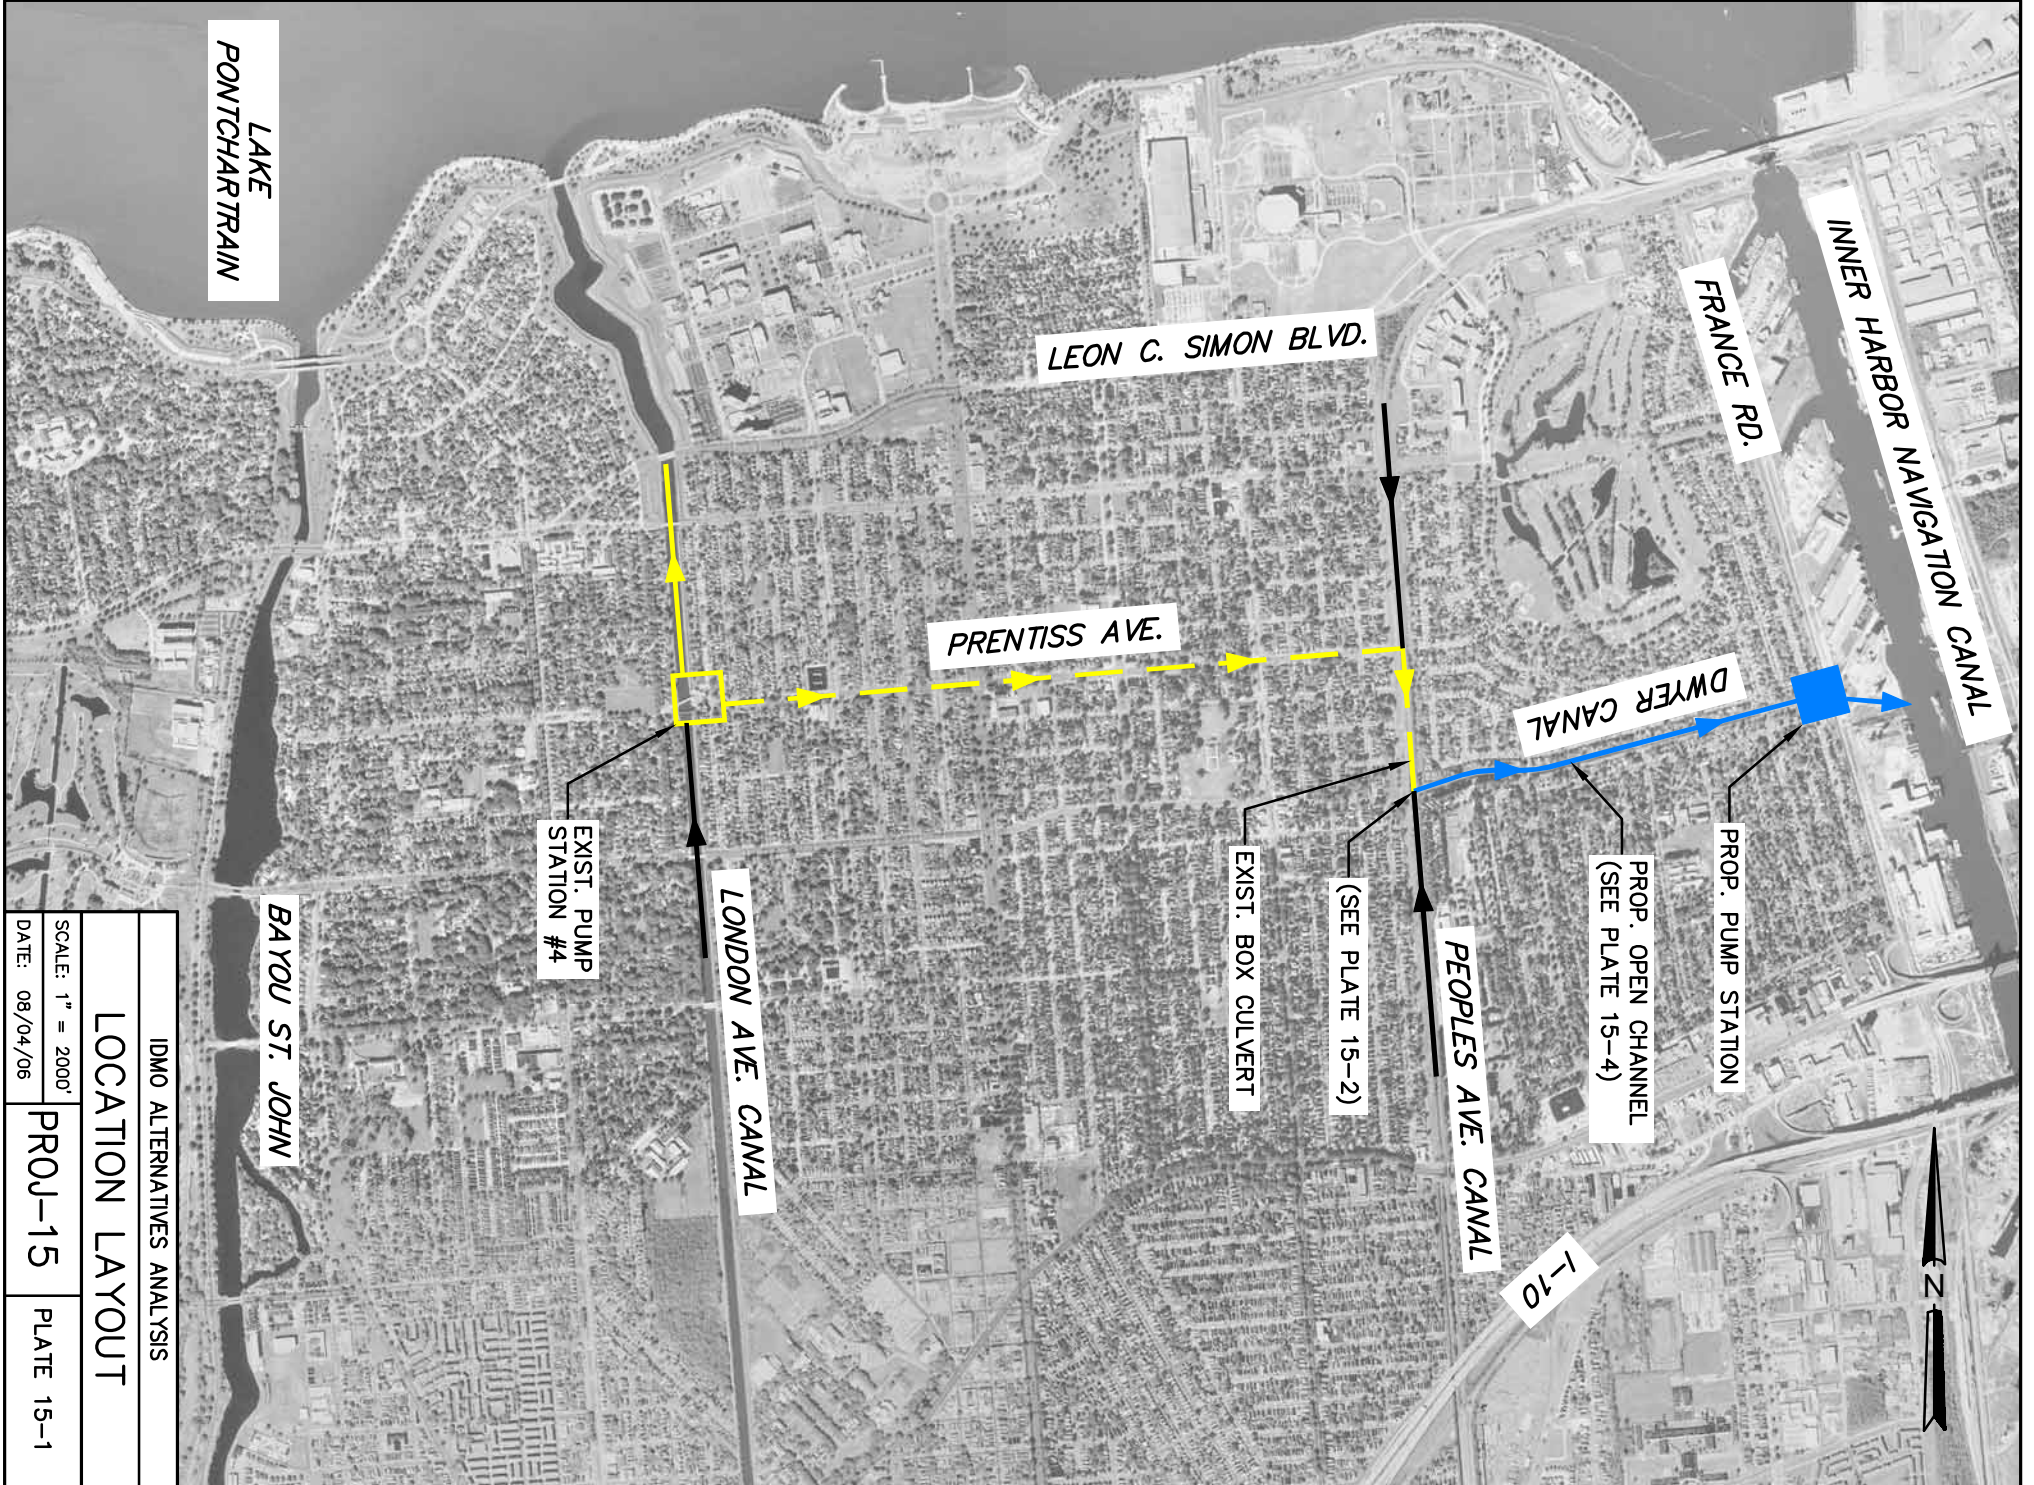 LAKE
PONTCHARTRAIN
LEON C. SIMON BLVD.
FRANCE RD.
INNER HARBOR NAVIGATION CANAL
PRENTISS AVE.
DWYER CANAL
EXIST. PUMP
STATION #4
LONDON AVE. CANAL
EXIST. BOX CULVERT
(SEE PLATE 15-2)
PROP. OPEN CHANNEL
(SEE PLATE 15-4)
PROP. PUMP STATION
PEOPLES AVE. CANAL
BAYOU ST. JOHN
I-10
N
IDMO ALTERNATIVES ANALYSIS
LOCATION LAYOUT
SCALE: 1" = 2000'
DATE: 08/04/06
PROJ-15
PLATE 15-1